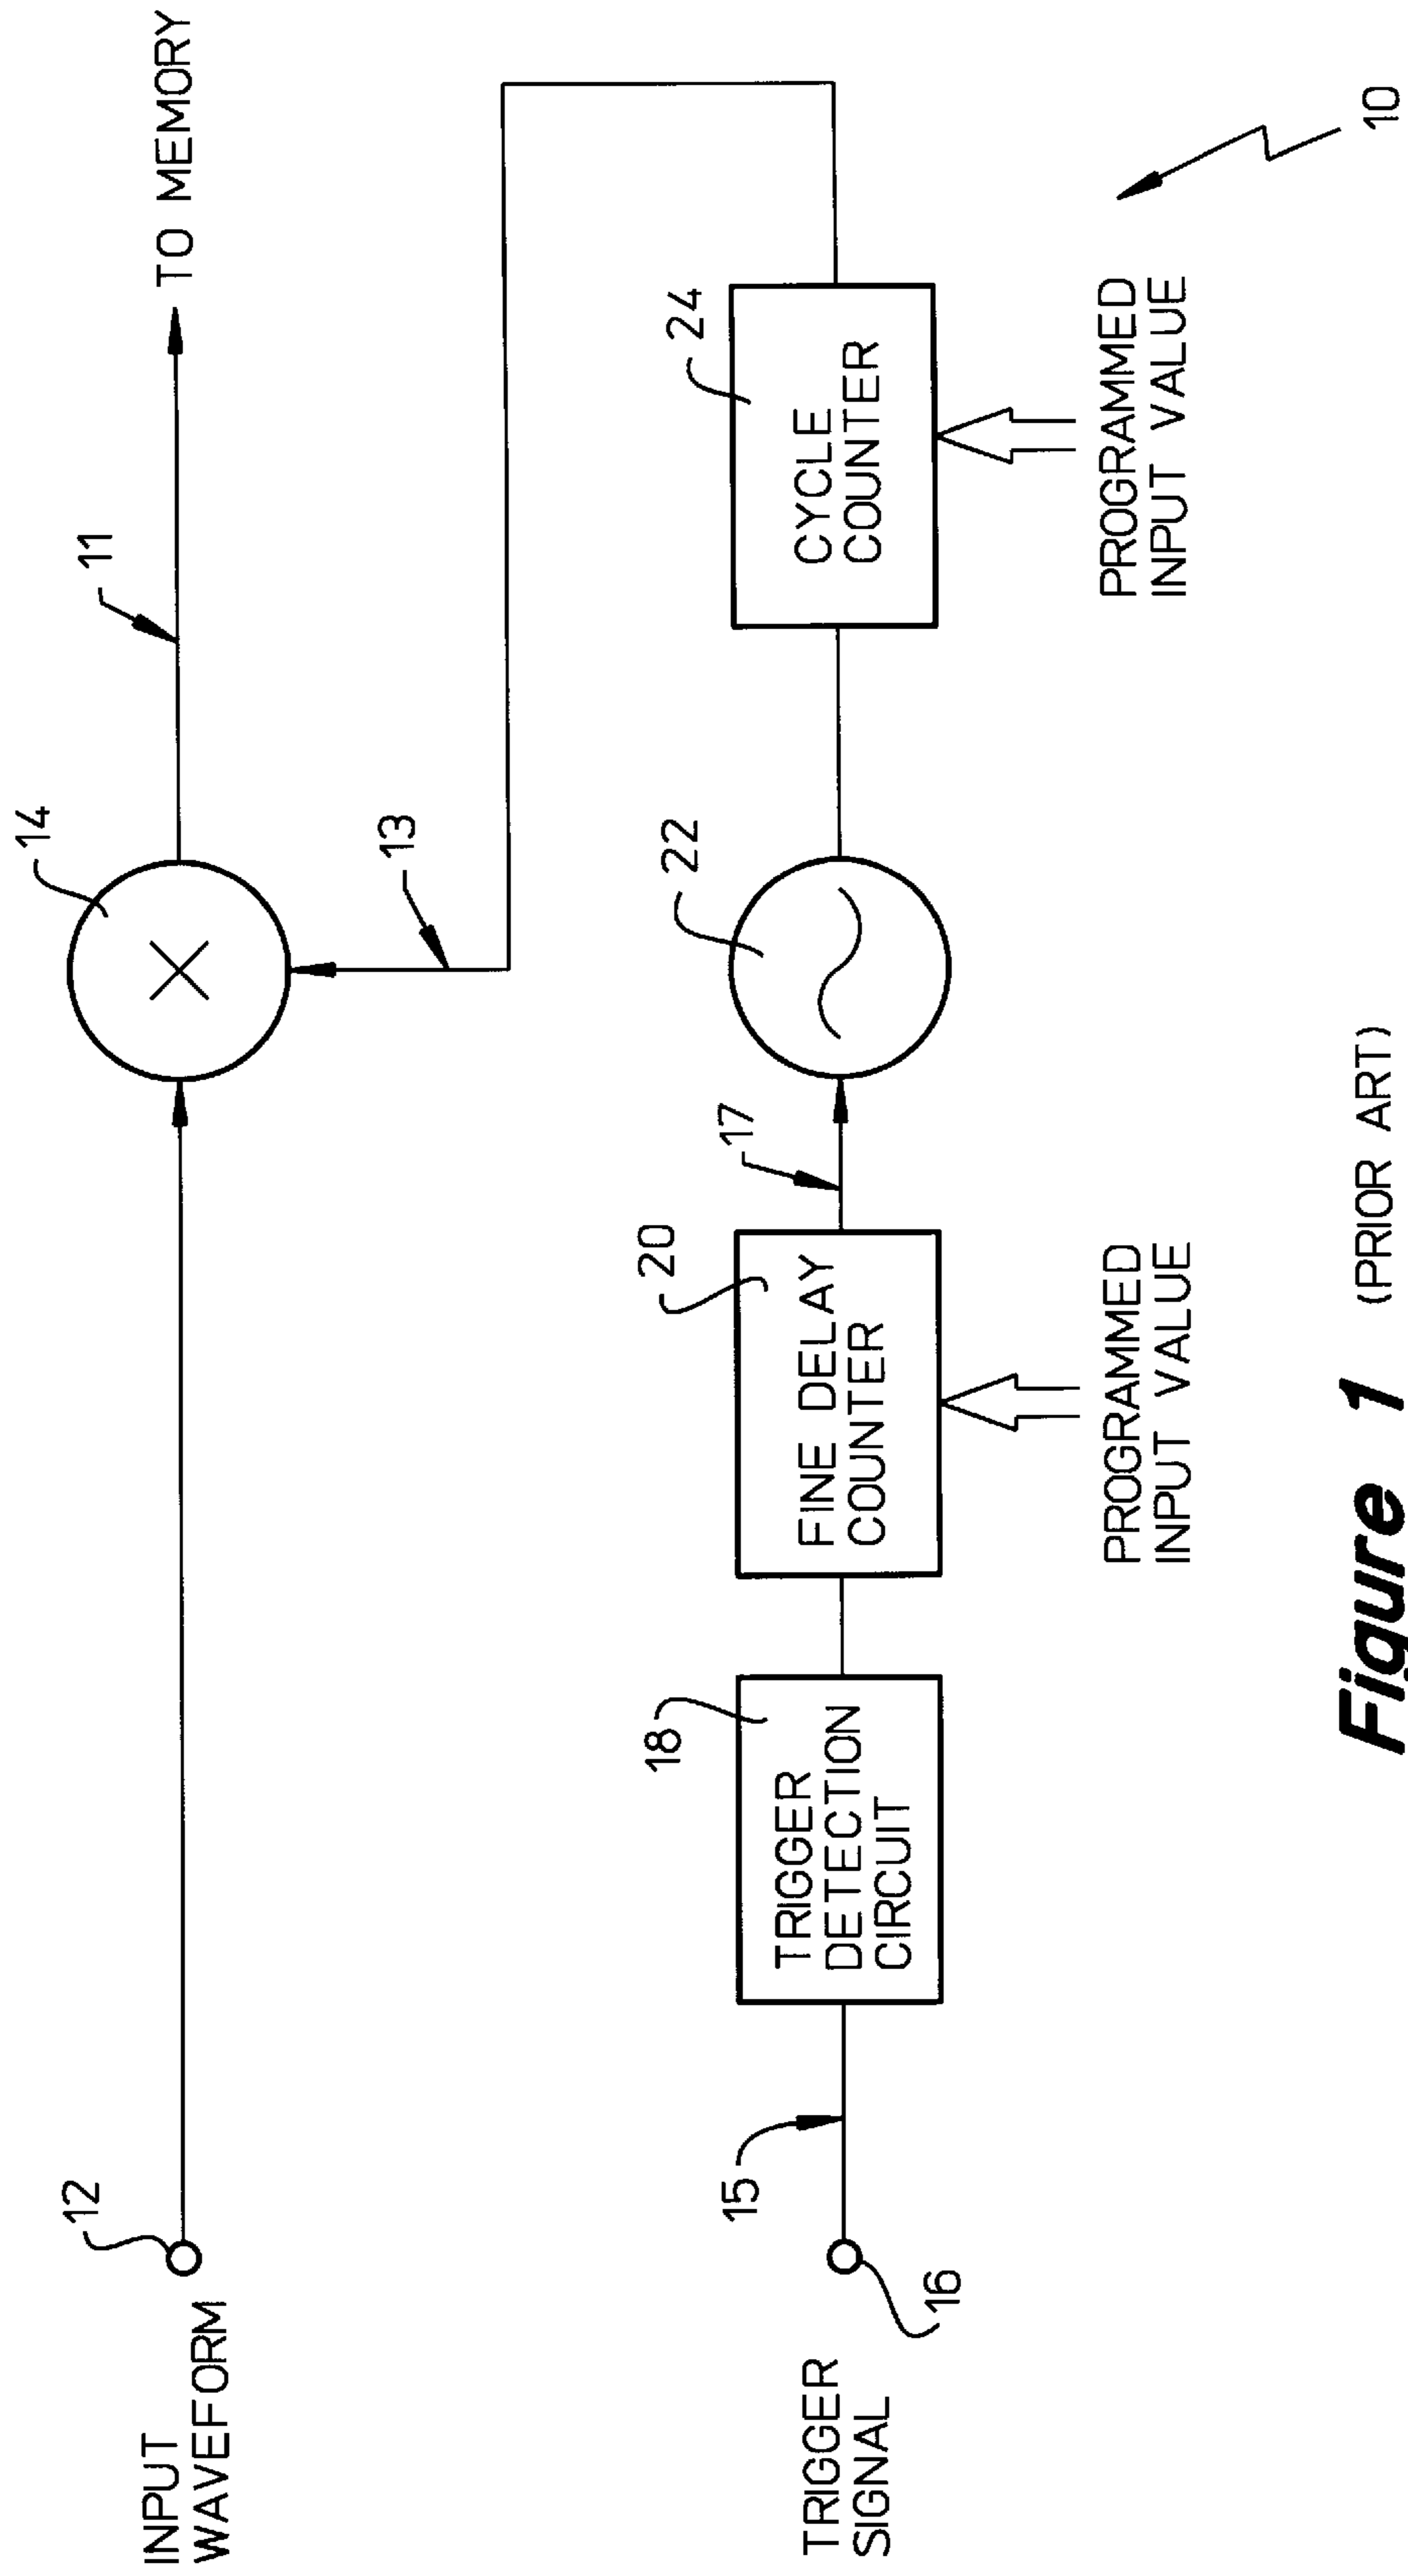 INPUT
WAVEFORM
12
14
11
TO MEMORY
13
TRIGGER
SIGNAL
16
15
18
TRIGGER
DETECTION
CIRCUIT
20
FINE DELAY
COUNTER
PROGRAMMED
INPUT VALUE
17
22
24
CYCLE
COUNTER
PROGRAMMED
INPUT VALUE
10
Figure 1 (PRIOR ART)